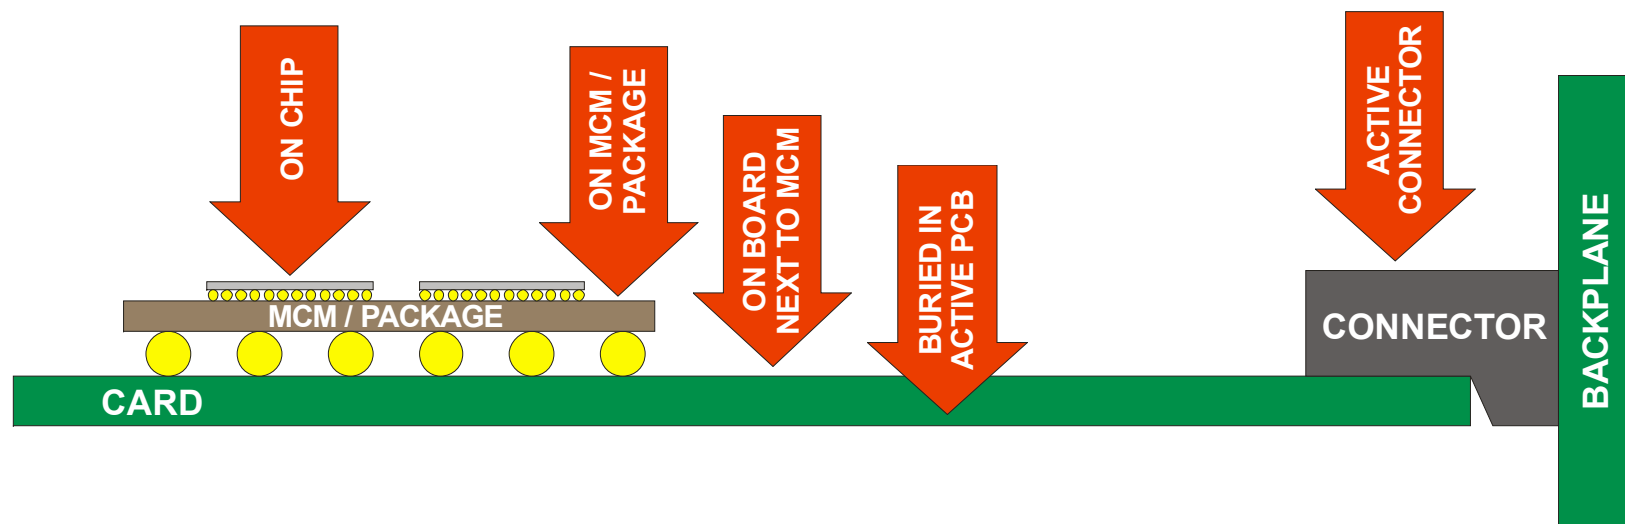 ON CHIP
ON MCM /
PACKAGE
ON BOARD
NEXT TO MCM
BURIED IN
ACTIVE PCB
ACTIVE
CONNECTOR
MCM / PACKAGE
CARD
CONNECTOR
BACKPLANE